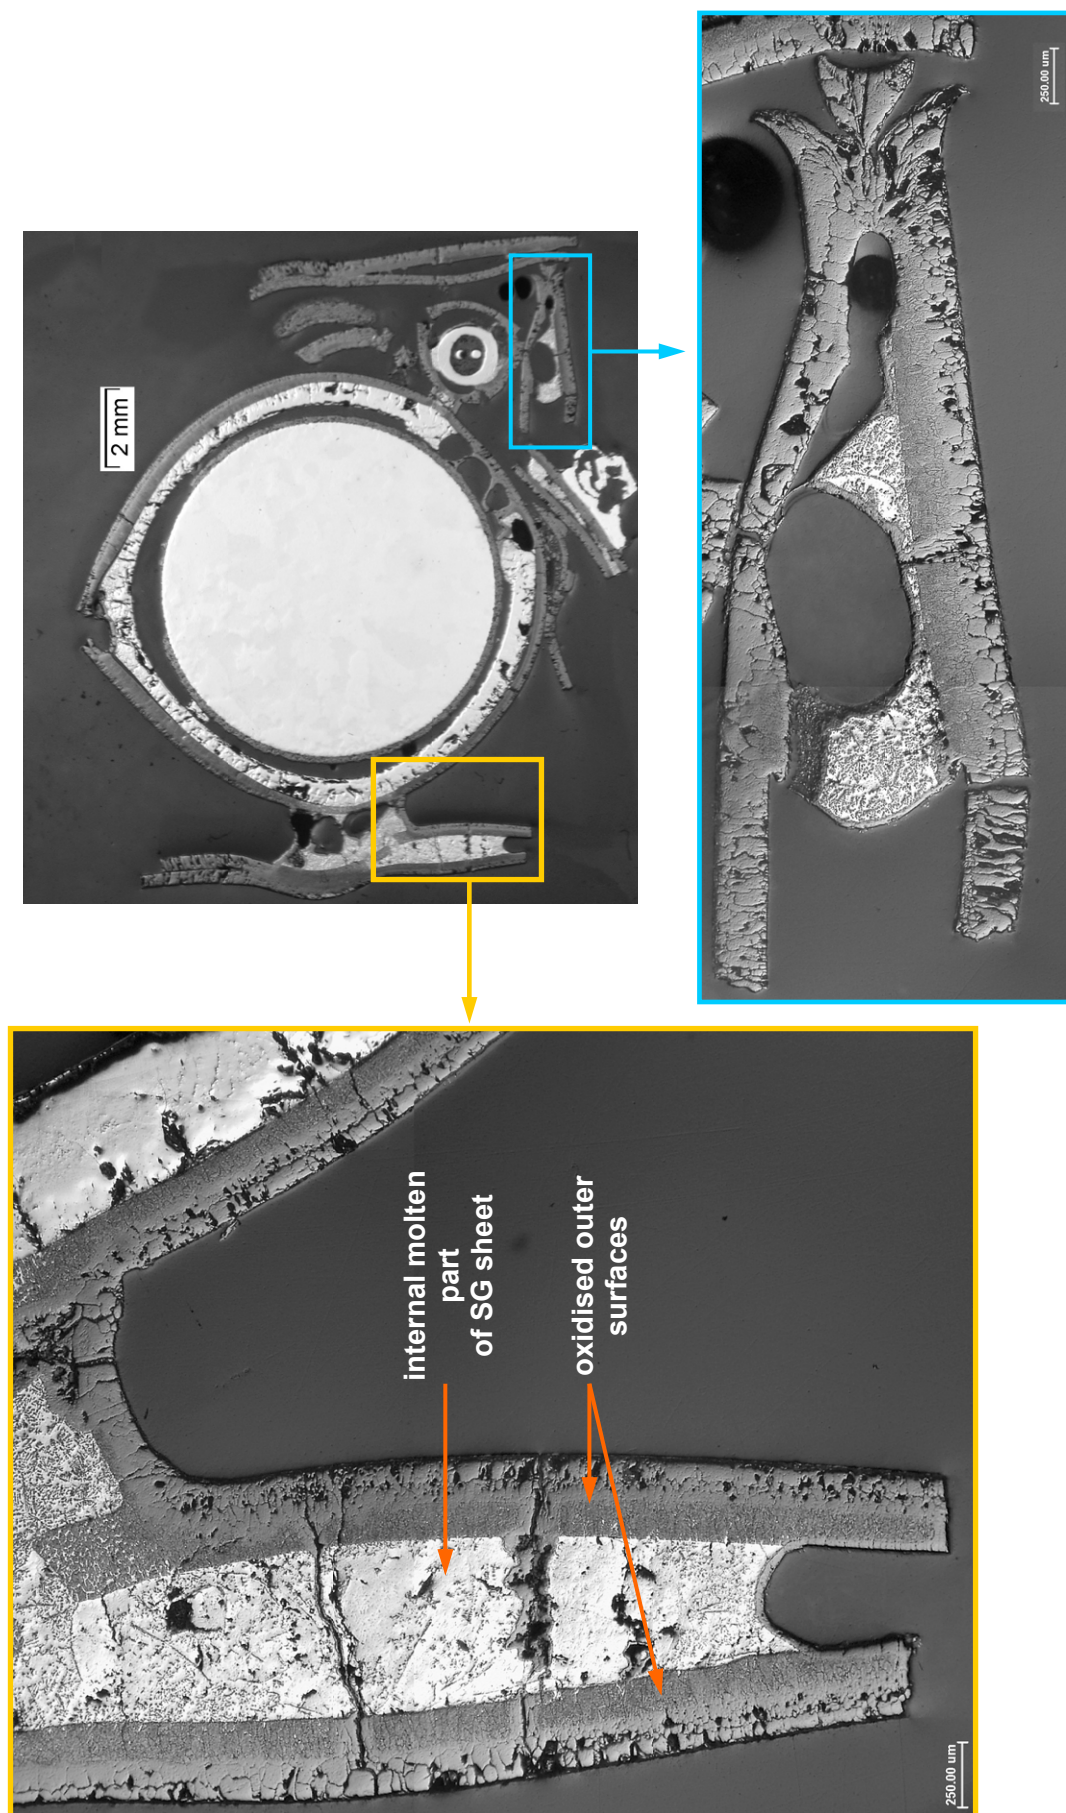 250.00 um
2 mm
internal molten
part
of SG sheet
oxidised outer
surfaces
250.00 um